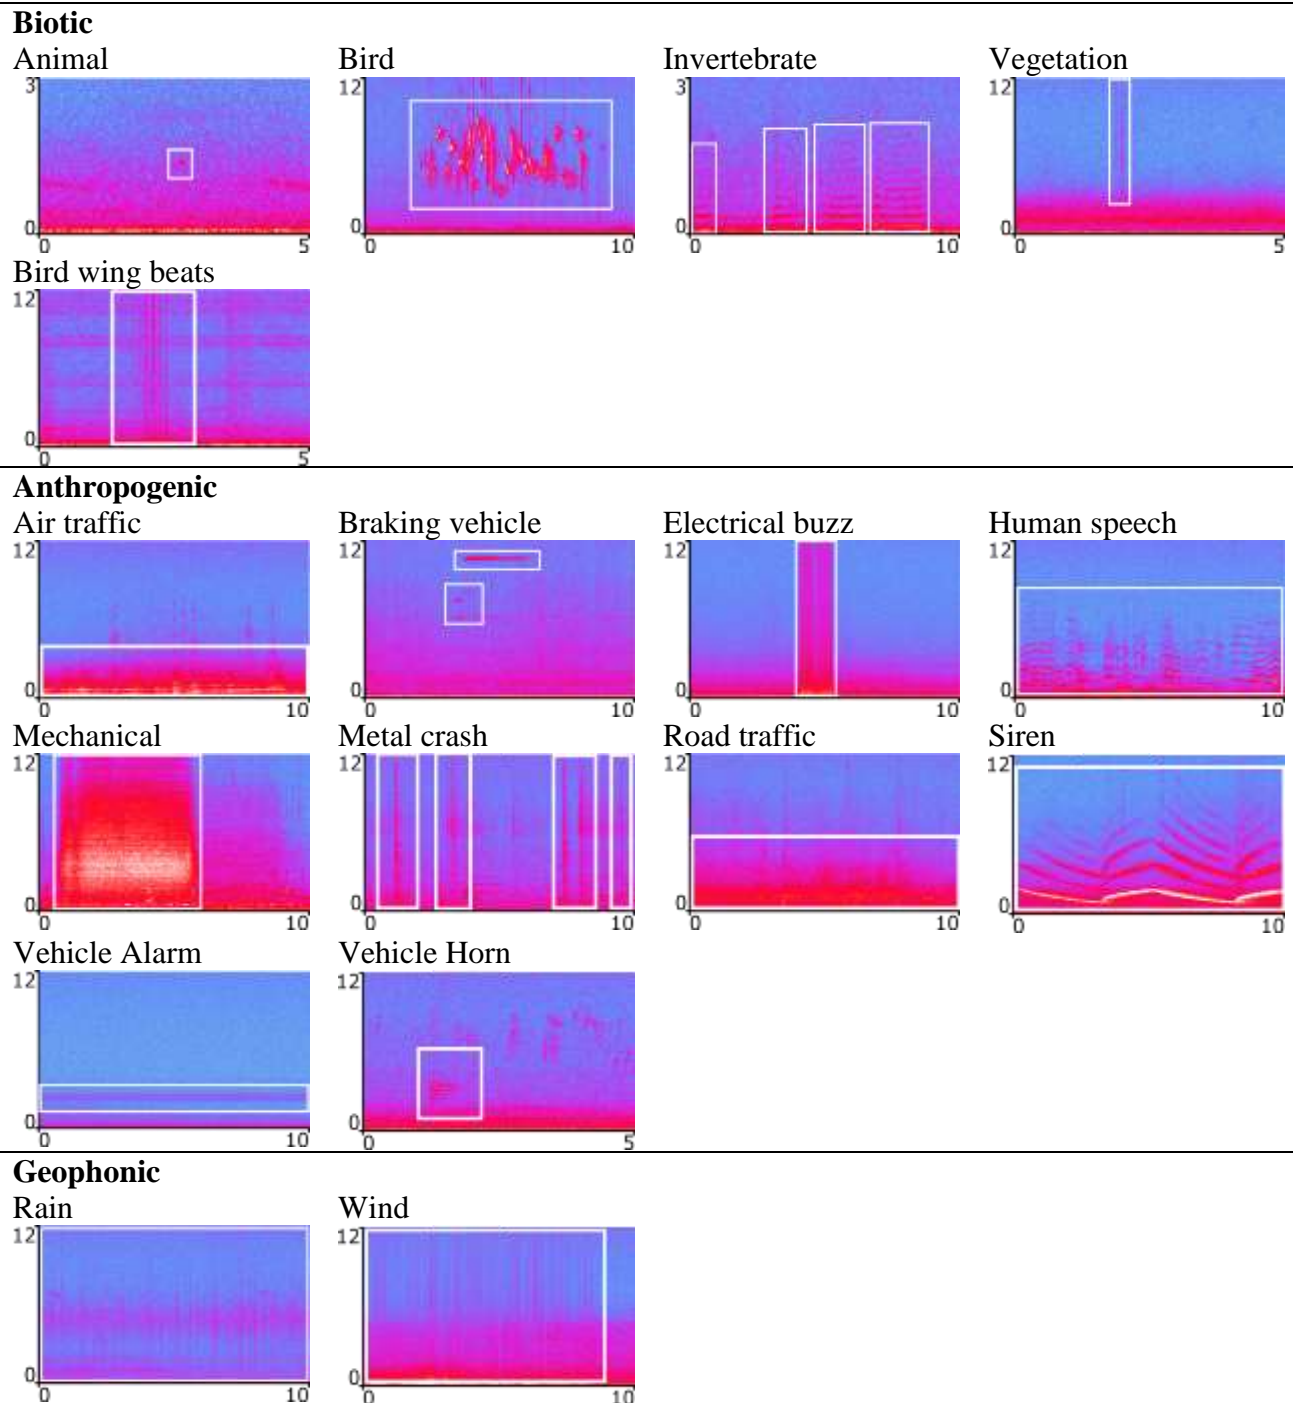 Biotic
Animal Bird Invertebrate Vegetation
3 12 3 12
0 0 0 0
0 5 0 10 0 10 0 5
Bird wing beats
12
0
0 5
Anthropogenic
Air traffic Braking vehicle Electrical buzz Human speech
12 12 12 12
0 0 0 0
0 10 0 10 0 10 0 10
Mechanical Metal crash Road traffic Siren
12 12 12 12
0 0 0 0
0 10 0 10 0 10 0 10
Vehicle Alarm Vehicle Horn
12 12
0 0
0 10 0 5
Geophonic
Rain Wind
12 12
0 0
0 10 0 10